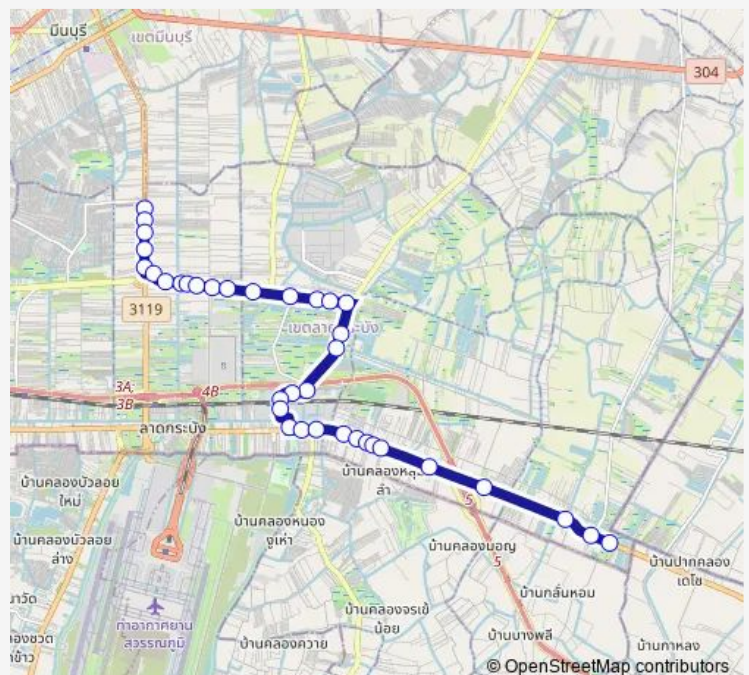 มีนบุรี
เขตมีนบุรี
304
3119
เขตลาดกระบัง
3A;
3B
4B
ลาดกระบัง
บ้านคลองบัวลอย
ใหม่
บ้านคลองหลุม
ลำ
5
บ้านคลองหนอง
งูเห่า
บ้านคลองบัวลอย
ล่าง
บ้านคลองมอญ
5
บ้านปากคลอง
เตโช
บ้านกลั่นหอม
บ้านคลองจรเข้
น้อย
ท่าอากาศยาน
สุวรรณภูมิ
บ้านบางพลี
บ้านคลองควาย
บ้านกาหลง
© OpenStreetMap contributors